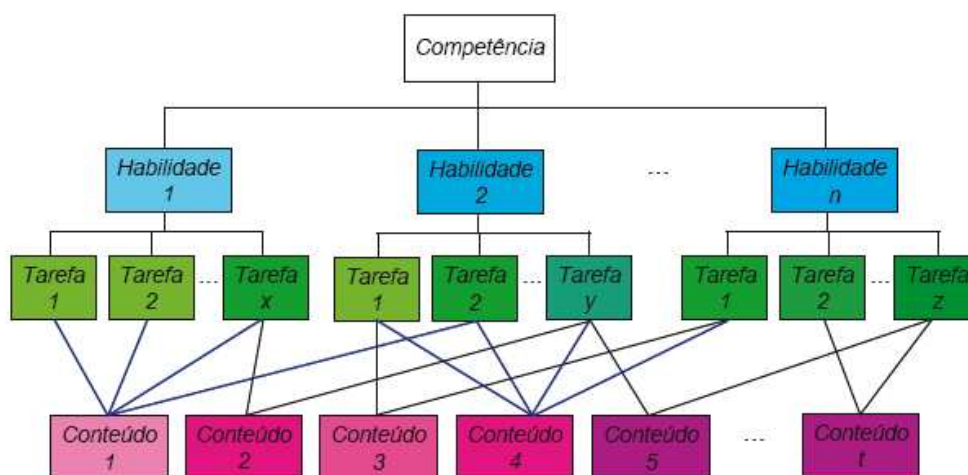 Competência
Habilidade
1
Habilidade
2
...
Habilidade
n
Tarefa
1
Tarefa
2
...
Tarefa
x
Tarefa
1
Tarefa
2
...
Tarefa
y
Tarefa
1
Tarefa
2
...
Tarefa
z
Conteúdo
1
Conteúdo
2
Conteúdo
3
Conteúdo
4
Conteúdo
5
...
Conteúdo
t